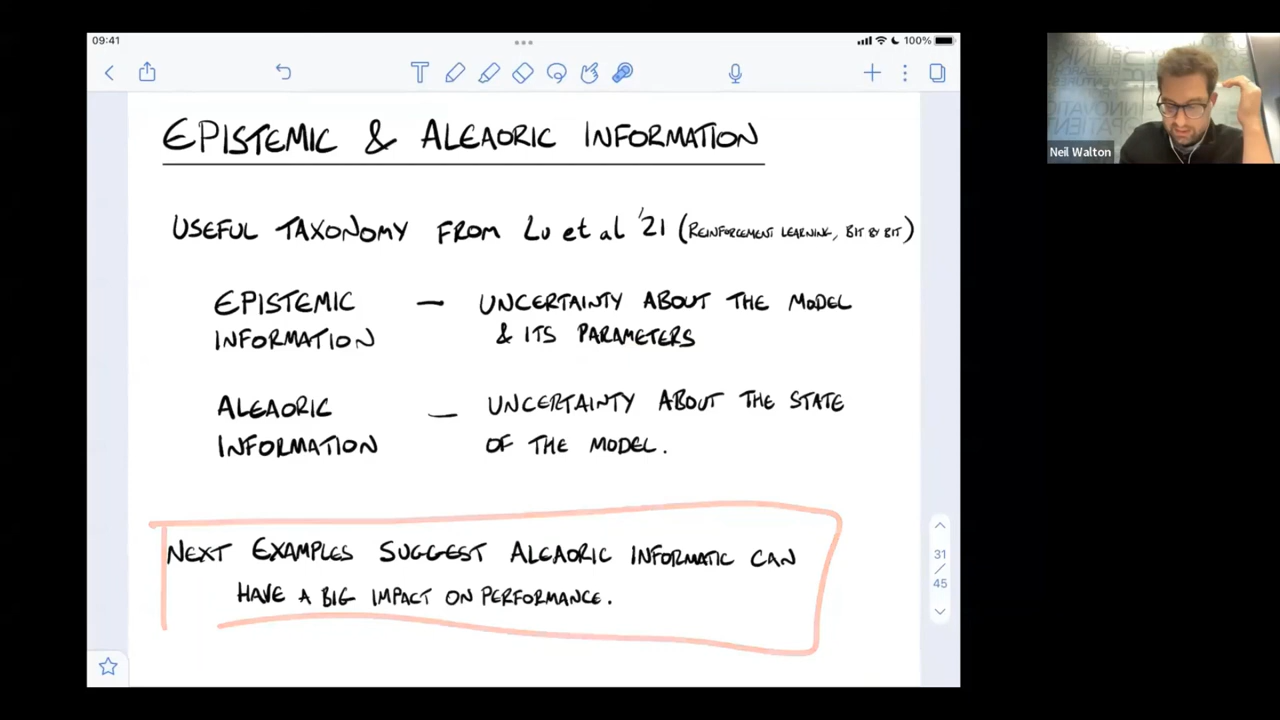 09:41
100%
EPISTEMIC & ALEAORIC INFORMATION
USEFUL TAXONOMY FROM Lu et al '21 (REINFORCEMENT LEARNING, BIT BY BIT)
EPISTEMIC — UNCERTAINTY ABOUT THE MODEL
INFORMATION & ITS PARAMETERS
ALEAORIC — UNCERTAINTY ABOUT THE STATE
INFORMATION OF THE MODEL.
NEXT EXAMPLES SUGGEST ALEAORIC INFORMATIC CAN
HAVE A BIG IMPACT ON PERFORMANCE.
31
/
45
Neil Walton